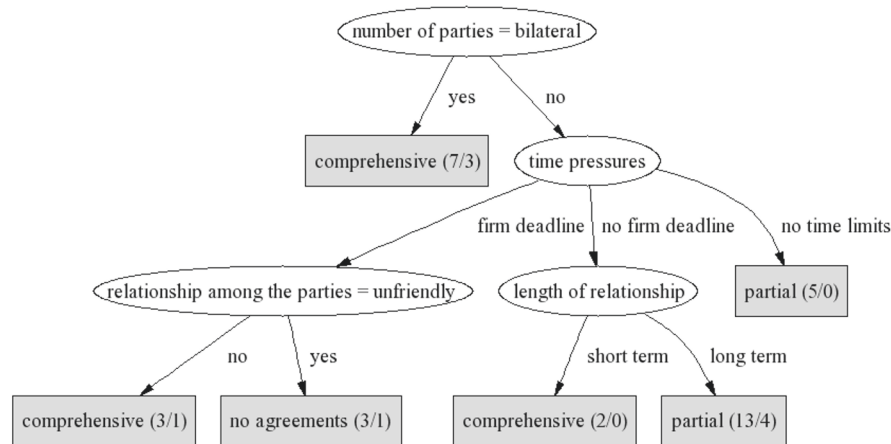 number of parties = bilateral
yes
no
comprehensive (7/3)
time pressures
firm deadline
no firm deadline
no time limits
relationship among the parties = unfriendly
length of relationship
partial (5/0)
no
yes
short term
long term
comprehensive (3/1)
no agreements (3/1)
comprehensive (2/0)
partial (13/4)